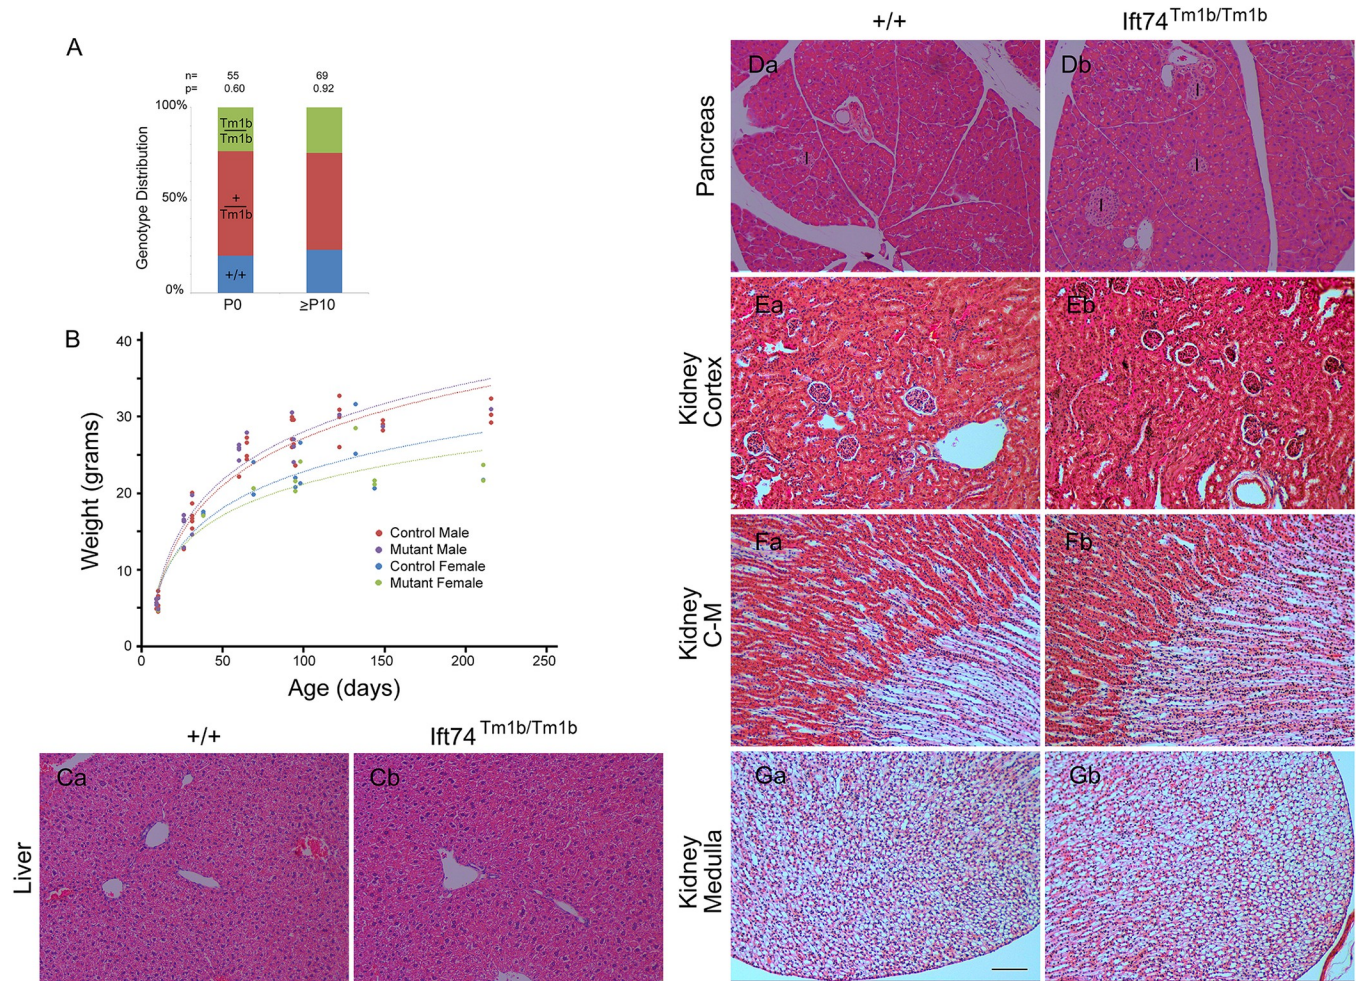 A
n= 55 69
p= 0.60 0.92
100%
50%
0%
Genotype Distribution
Tm1b
Tm1b
+
Tm1b
+/+
P0 ≥P10
B
40
30
20
10
0
Weight (grams)
Control Male
Mutant Male
Control Female
Mutant Female
0 50 100 150 200 250
Age (days)
+/+ Ift74 Tm1b/Tm1b
Liver
Ca Cb
+/+ Ift74 Tm1b/Tm1b
Pancreas
Da Db
I
I
I
I
Kidney
Cortex
Ea Eb
Kidney
C-M
Fa Fb
Kidney
Medulla
Ga Gb